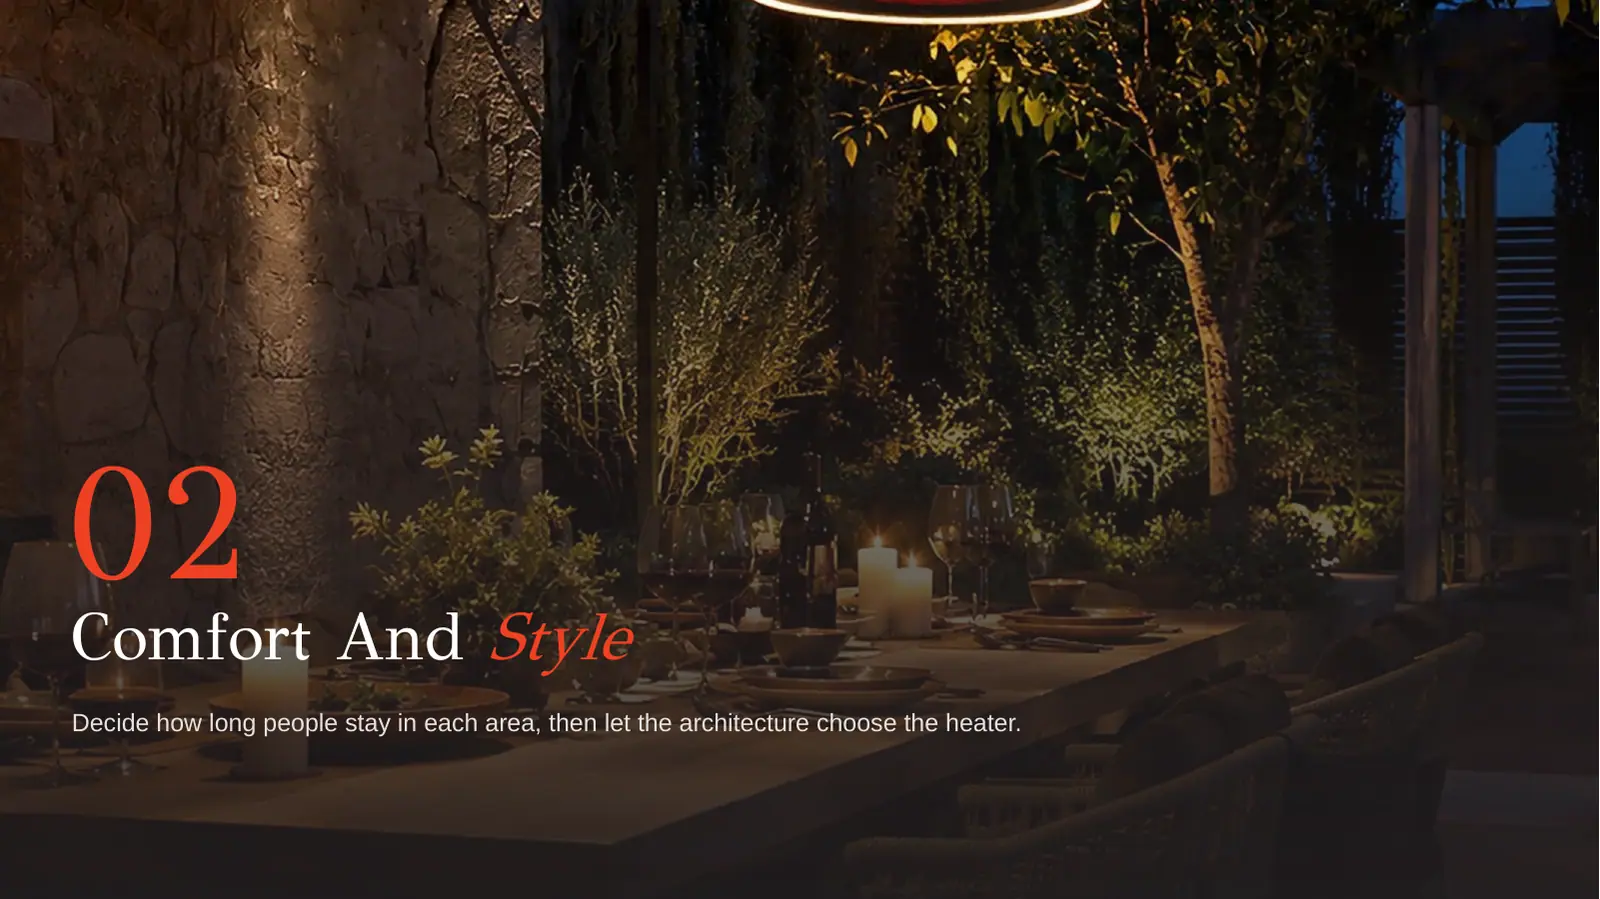 02
Comfort And Style
Decide how long people stay in each area, then let the architecture choose the heater.